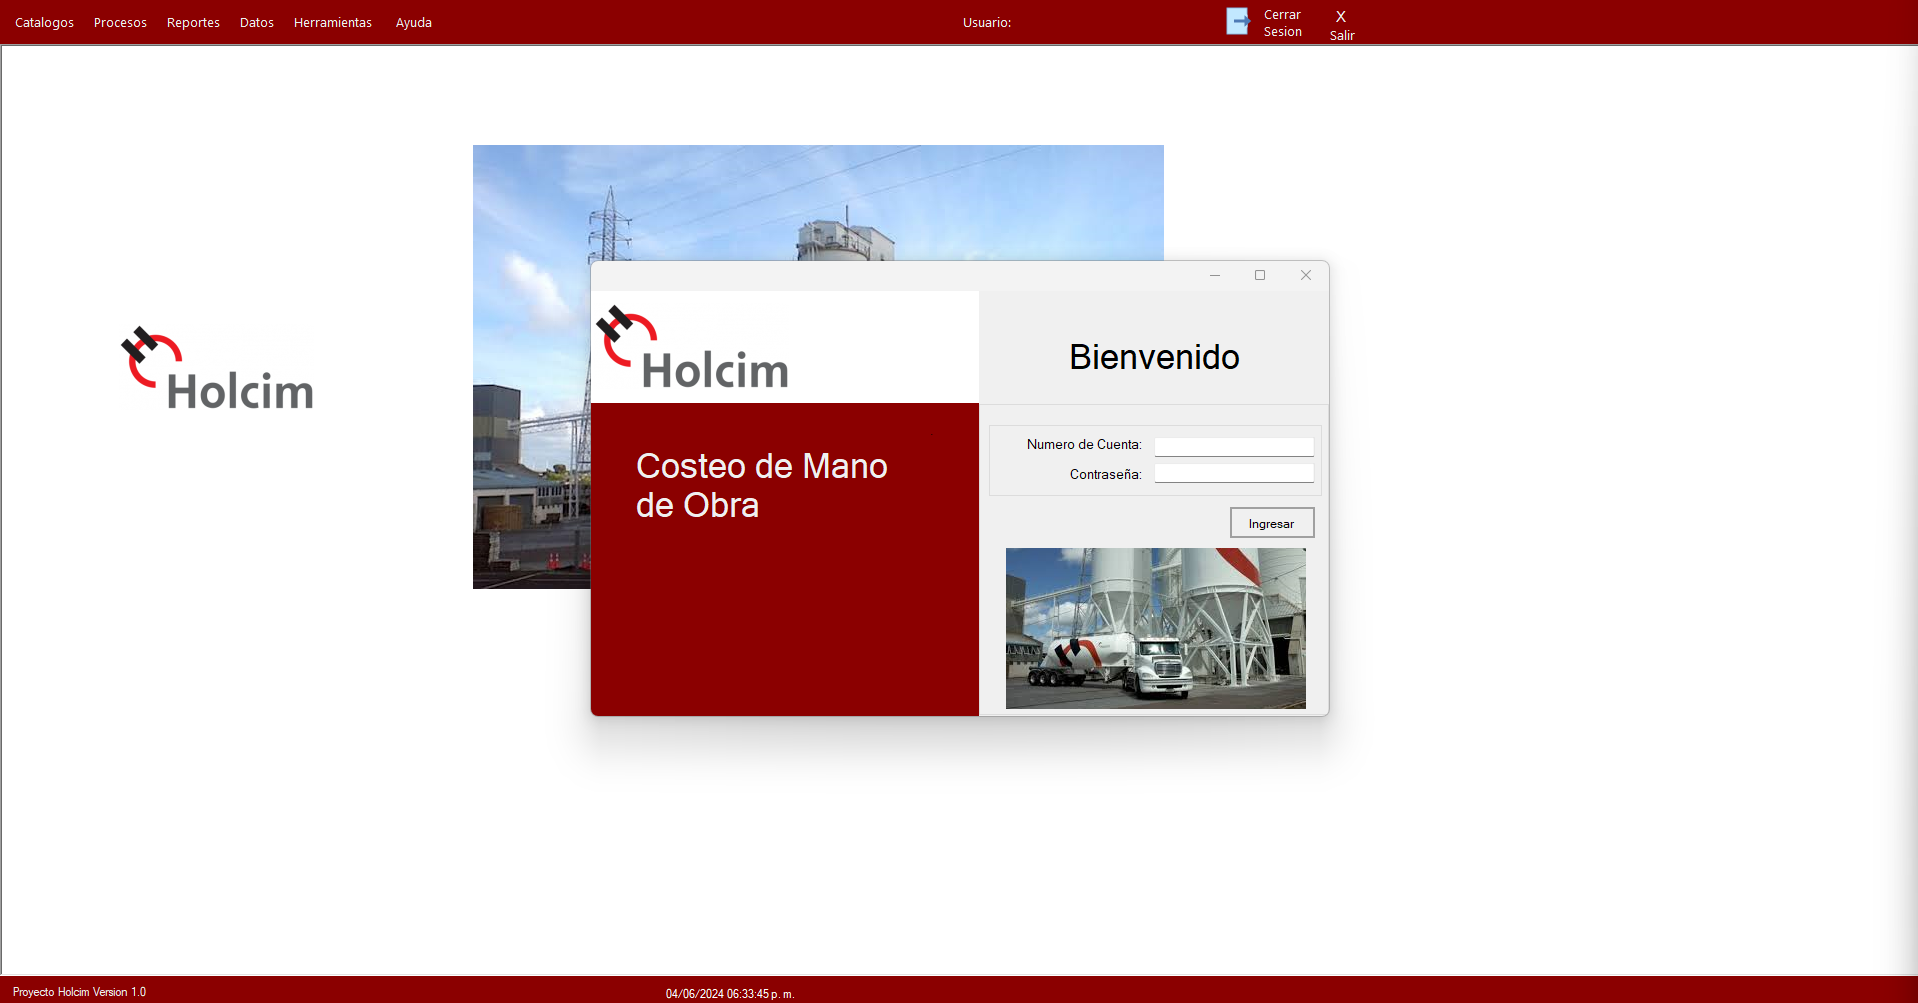 Catalogos Procesos Reportes Datos Herramientas Ayuda Usuario: Cerrar Sesion X Salir
Holcim
Holcim
Bienvenido
Costeo de Mano
de Obra
Numero de Cuenta:
Contraseña:
Ingresar
Proyecto Holcim Version 1.0 04/06/2024 06:33:45 p. m.